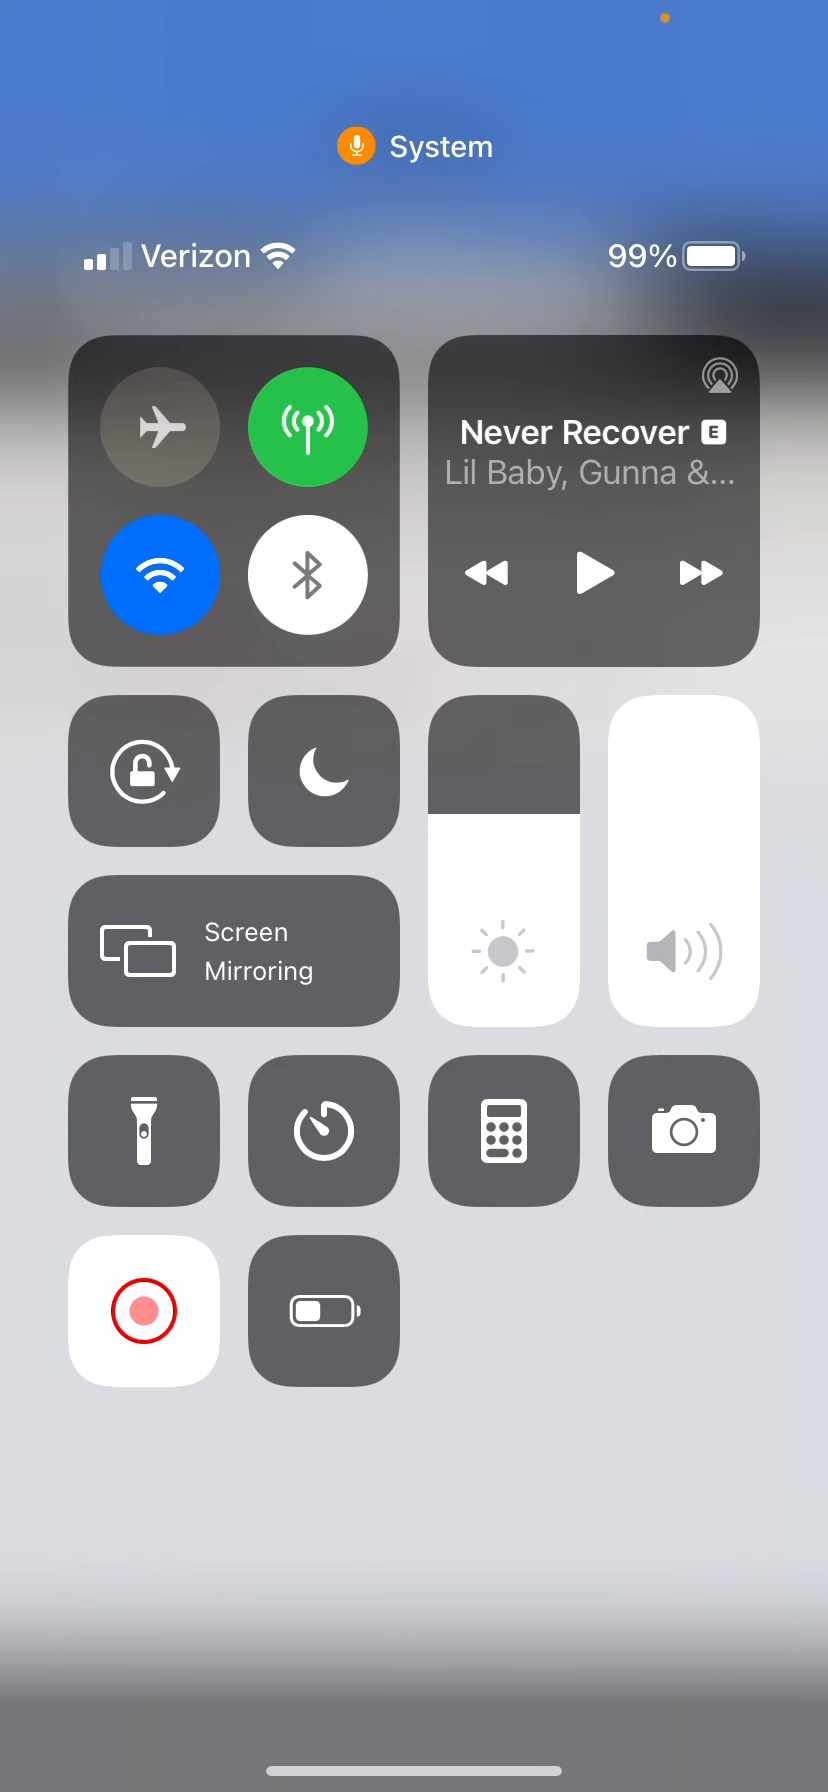 System
Verizon
99%
Never Recover E
Lil Baby, Gunna &...
Screen
Mirroring